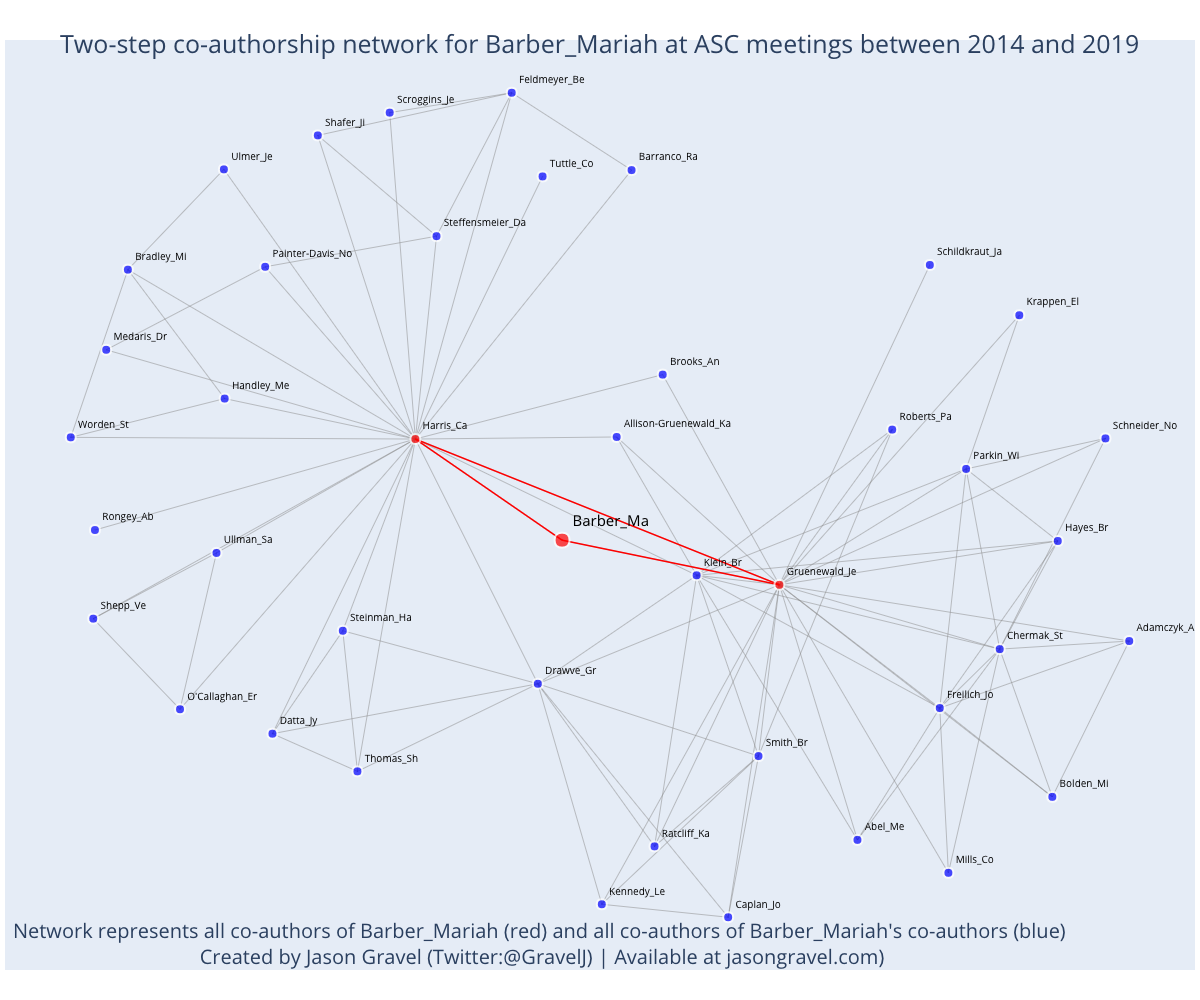 Two-step co-authorship network for Barber_Mariah at ASC meetings between 2014 and 2019
Feldmeyer_Be
Scroggins_Je
Shafer_Ji
Ulmer_Je
Tuttle_Co
Barranco_Ra
Steffensmeier_Da
Bradley_Mi
Painter-Davis_No
Schildkraut_Ja
Krappen_El
Medaris_Dr
Brooks_An
Handley_Me
Roberts_Pa
Worden_St
Harris_Ca
Allison-Gruenewald_Ka
Schneider_No
Parkin_Wi
Rongey_Ab
Barber_Ma
Hayes_Br
Ullman_Sa
Klein_Br
Gruenewald_Je
Shepp_Ve
Steinman_Ha
Chermak_St
Adamczyk_A
Drawve_Gr
O'Callaghan_Er
Freilich_Jo
Datta_Jy
Smith_Br
Thomas_Sh
Bolden_Mi
Ratcliff_Ka
Abel_Me
Mills_Co
Kennedy_Le
Caplan_Jo
Network represents all co-authors of Barber_Mariah (red) and all co-authors of Barber_Mariah's co-authors (blue)
Created by Jason Gravel (Twitter:@GravelJ) | Available at jasongravel.com)